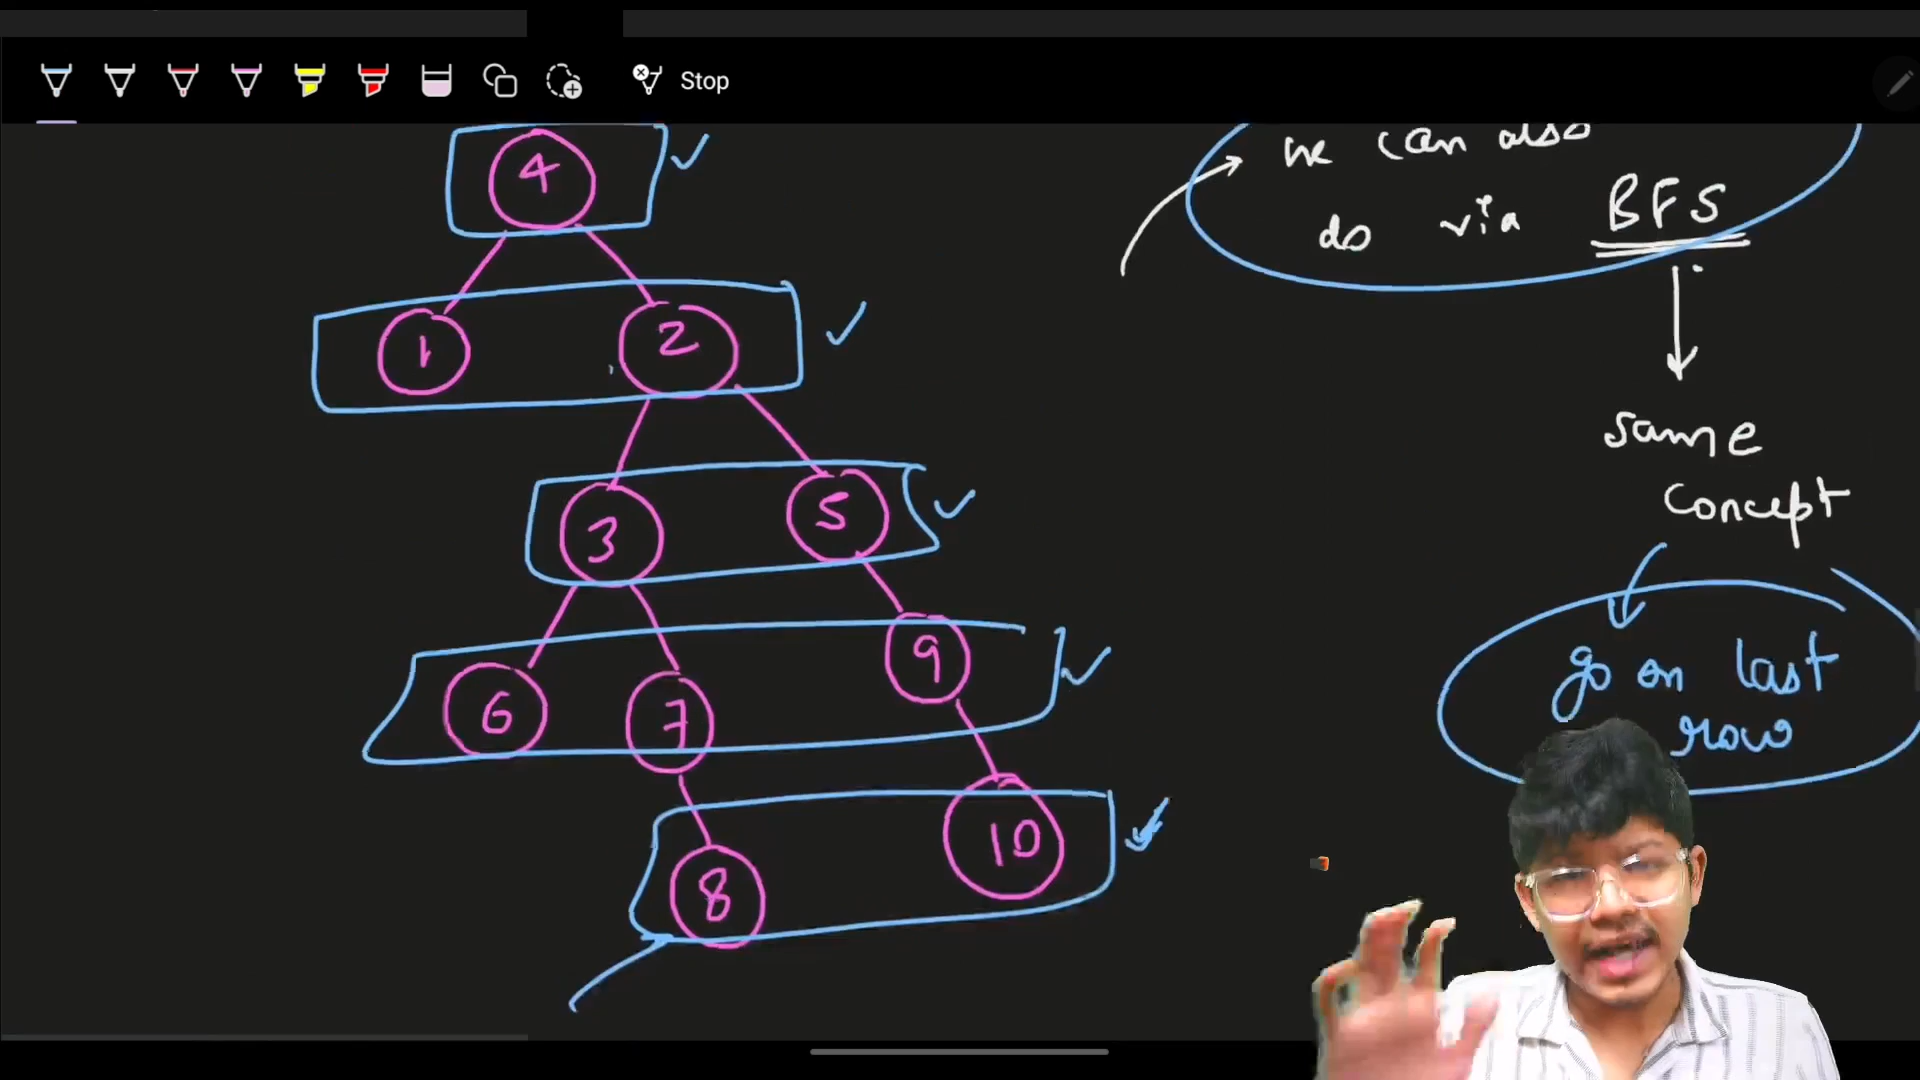 Stop
4
1 2
3 5
6 7 9
8 10
we can also
do via BFS
same
concept
go on last
row